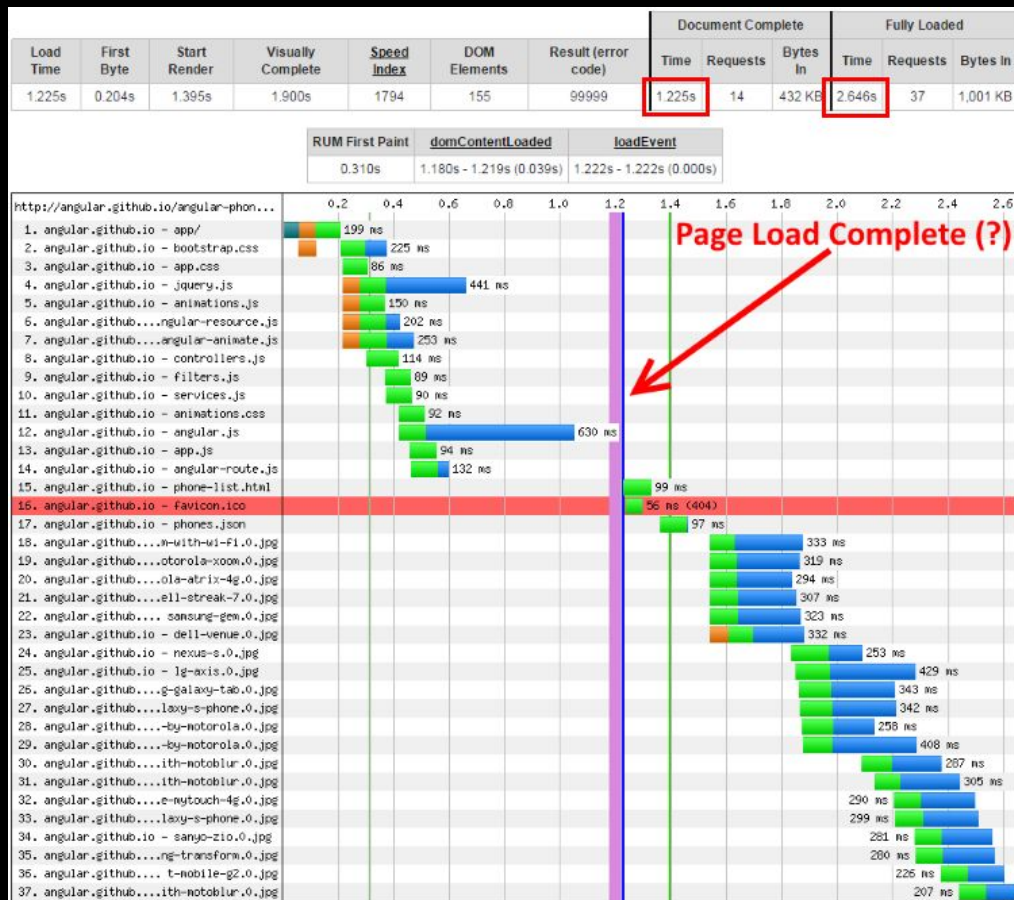 Document Complete Fully Loaded
Load Time First Byte Start Render Visually Complete Speed Index DOM Elements Result (error code) Time Requests Bytes In Time Requests Bytes In
1.225s 0.204s 1.395s 1.900s 1794 155 99999 1.225s 14 432 KB 2.646s 37 1,001 KB
RUM First Paint domContentLoaded loadEvent
0.310s 1.180s - 1.219s (0.039s) 1.222s - 1.222s (0.000s)
http://angular.github.io/angular-phon... 0.2 0.4 0.6 0.8 1.0 1.2 1.4 1.6 1.8 2.0 2.2 2.4 2.6
1. angular.github.io - app/ 199 ms
Page Load Complete (?)
2. angular.github.io - bootstrap.css 225 ms
3. angular.github.io - app.css 86 ms
4. angular.github.io - jquery.js 441 ms
5. angular.github.io - animations.js 150 ms
6. angular.github....ngular-resource.js 202 ms
7. angular.github....angular-animate.js 253 ms
8. angular.github.io - controllers.js 114 ms
9. angular.github.io - filters.js 89 ms
10. angular.github.io - services.js 90 ms
11. angular.github.io - animations.css 92 ms
12. angular.github.io - angular.js 630 ms
13. angular.github.io - app.js 94 ms
14. angular.github.io - angular-route.js 132 ms
15. angular.github.io - phone-list.html 99 ms
16. angular.github.io - favicon.ico 56 ms (404)
17. angular.github.io - phones.json 97 ms
18. angular.github....m-with-wi-fi.0.jpg 333 ms
19. angular.github....otorola-xoom.0.jpg 319 ms
20. angular.github....ola-atrix-4g.0.jpg 294 ms
21. angular.github....ell-streak-7.0.jpg 307 ms
22. angular.github.... samsung-gem.0.jpg 323 ms
23. angular.github.io - dell-venue.0.jpg 332 ms
24. angular.github.io - nexus-s.0.jpg 253 ms
25. angular.github.io - lg-axis.0.jpg 429 ms
26. angular.github....g-galaxy-tab.0.jpg 343 ms
27. angular.github....laxy-s-phone.0.jpg 342 ms
28. angular.github....-by-motorola.0.jpg 258 ms
29. angular.github....-by-motorola.0.jpg 408 ms
30. angular.github....ith-motoblur.0.jpg 287 ms
31. angular.github....ith-motoblur.0.jpg 305 ms
32. angular.github....e-mytouch-4g.0.jpg 290 ms
33. angular.github....laxy-s-phone.0.jpg 299 ms
34. angular.github.io - sanyo-zio.0.jpg 281 ms
35. angular.github....ng-transform.0.jpg 280 ms
36. angular.github.... t-mobile-g2.0.jpg 226 ms
37. angular.github....ith-motoblur.0.jpg 207 ms